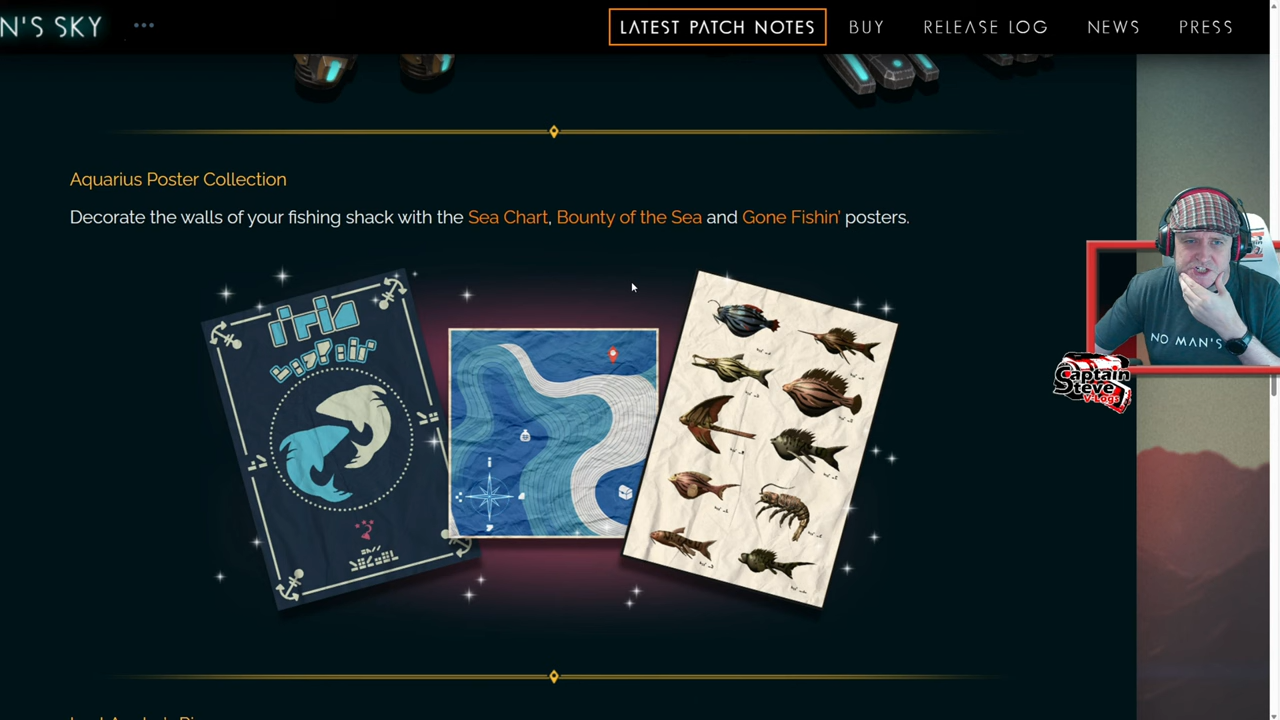 N'S SKY
LATEST PATCH NOTES
BUY
RELEASE LOG
NEWS
PRESS
Aquarius Poster Collection
Decorate the walls of your fishing shack with the Sea Chart, Bounty of the Sea and Gone Fishin' posters.
NO MAN'S
Captain
Steve
V-Logs